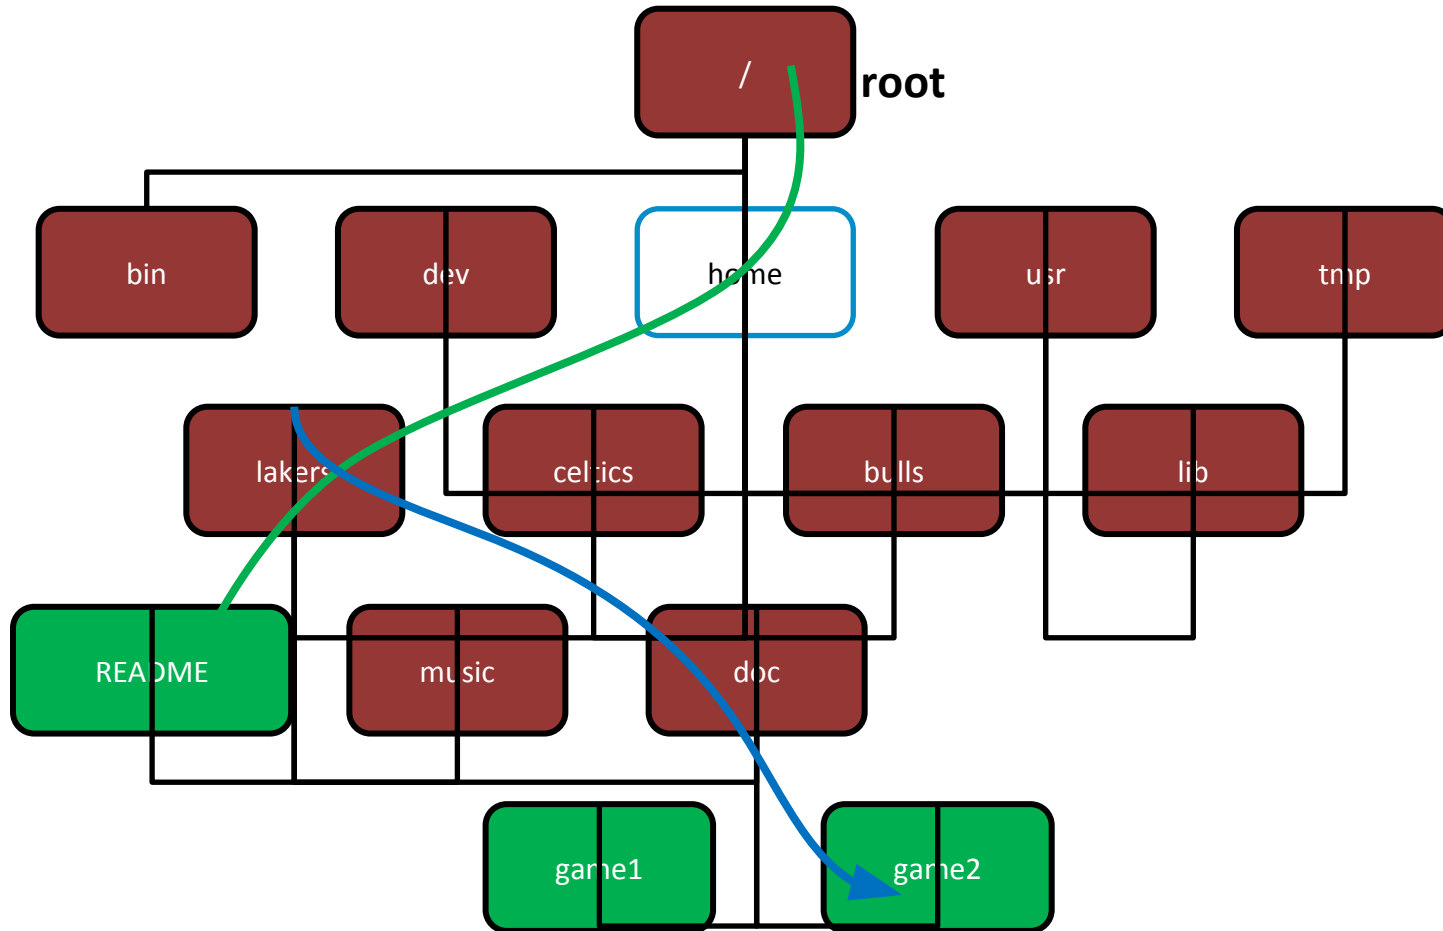 /
root
bin
dev
home
usr
tmp
lakers
celtics
bulls
lib
README
music
doc
game1
game2